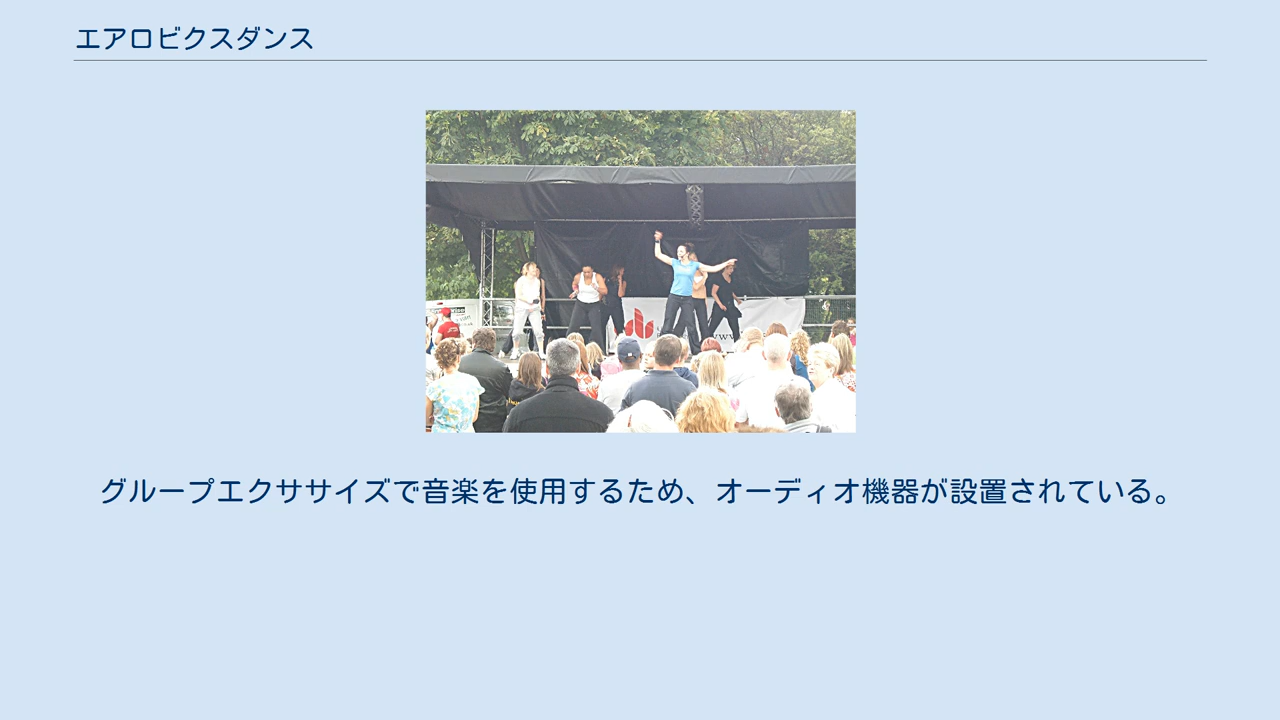 エアロビクスダンス
グループエクササイズで音楽を使用するため、オーディオ機器が設置されている。